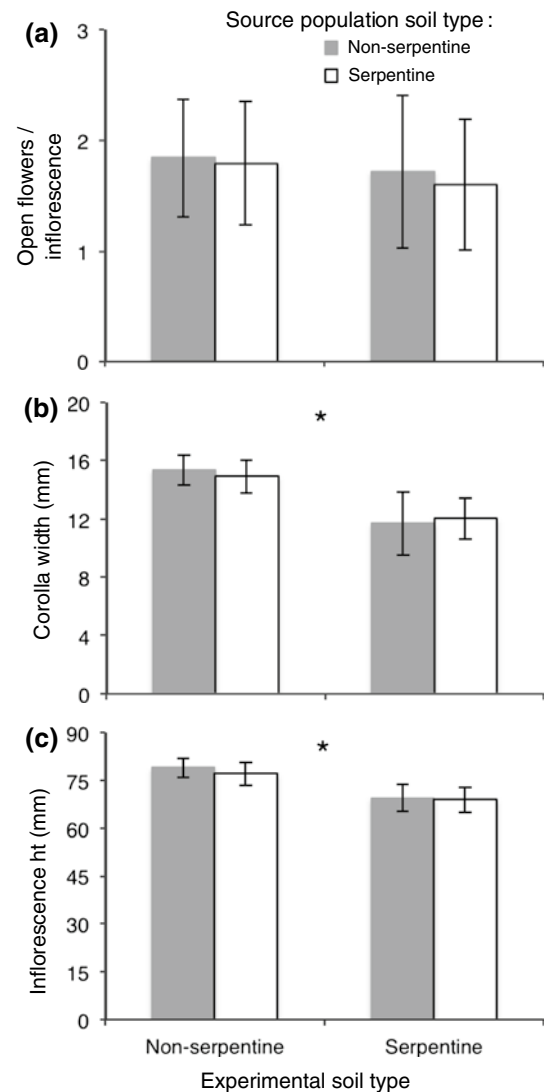 Source population soil type :
Non-serpentine
Serpentine
(a)
3
2
1
0
Open flowers /
inflorescence
(b)
20
16
12
8
4
0
Corolla width (mm)
*
(c)
90
75
60
45
30
15
0
Inflorescence ht (mm)
*
Non-serpentine Serpentine
Experimental soil type